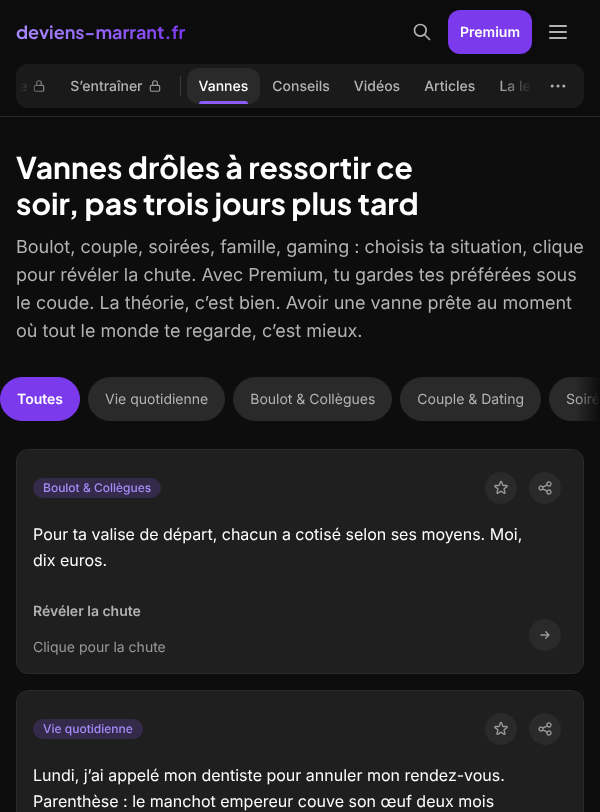 deviens-marrant.fr
Premium
S'entraîner
Vannes
Conseils
Vidéos
Articles
La le
Vannes drôles à ressortir ce
soir, pas trois jours plus tard
Boulot, couple, soirées, famille, gaming : choisis ta situation, clique
pour révéler la chute. Avec Premium, tu gardes tes préférées sous
le coude. La théorie, c'est bien. Avoir une vanne prête au moment
où tout le monde te regarde, c'est mieux.
Toutes
Vie quotidienne
Boulot & Collègues
Couple & Dating
Boulot & Collègues
Pour ta valise de départ, chacun a cotisé selon ses moyens. Moi,
dix euros.
Révéler la chute
Clique pour la chute
Vie quotidienne
Lundi, j'ai appelé mon dentiste pour annuler mon rendez-vous.
Parenthèse : le manchot empereur couve son œuf deux mois